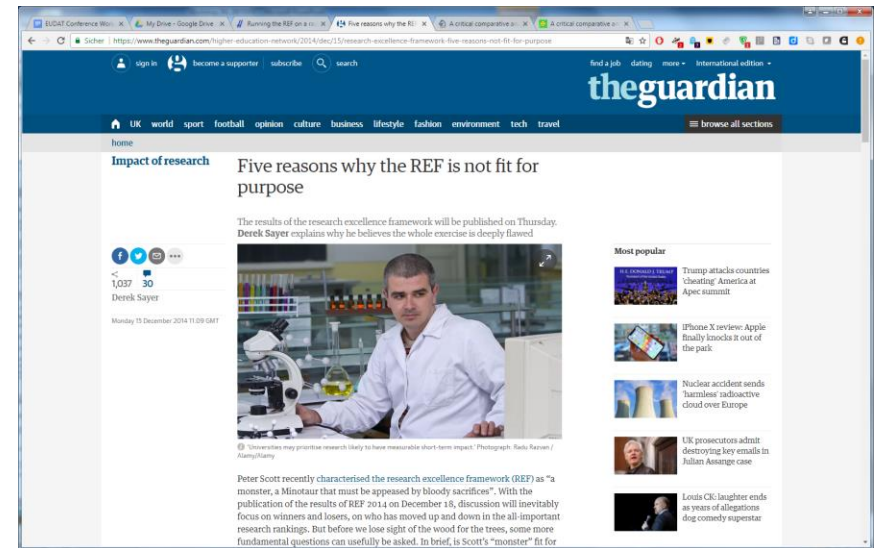 EUDAT Conference Wor
My Drive - Google Drive
Running the REF on a
Five reasons why the RE
A critical comparative a
A critical comparative a
Sicher https://www.theguardian.com/higher-education-network/2014/dec/15/research-excellence-framework-five-reasons-not-fit-for-purpose
sign in become a supporter subscribe search
find a job dating more International edition
theguardian
UK world sport football opinion culture business lifestyle fashion environment tech travel browse all sections
home
Impact of research
Five reasons why the REF is not fit for
purpose
The results of the research excellence framework will be published on Thursday.
Derek Sayer explains why he believes the whole exercise is deeply flawed
1,037 30
Derek Sayer
Monday 15 December 2014 11.09 GMT
'Universities may prioritise research likely to have measurable short-term impact.' Photograph: Radu Razvan /
Alamy/Alamy
Peter Scott recently characterised the research excellence framework (REF) as "a
monster, a Minotaur that must be appeased by bloody sacrifices". With the
publication of the results of REF 2014 on December 18, discussion will inevitably
focus on winners and losers, on who has moved up and down in the all-important
research rankings. But before we lose sight of the wood for the trees, some more
fundamental questions can usefully be asked. In brief, is Scott's "monster" fit for
Most popular
Trump attacks countries
'cheating' America at
Apec summit
iPhone X review: Apple
finally knocks it out of
the park
Nuclear accident sends
'harmless' radioactive
cloud over Europe
UK prosecutors admit
destroying key emails in
Julian Assange case
Louis CK: laughter ends
as years of allegations
dog comedy superstar